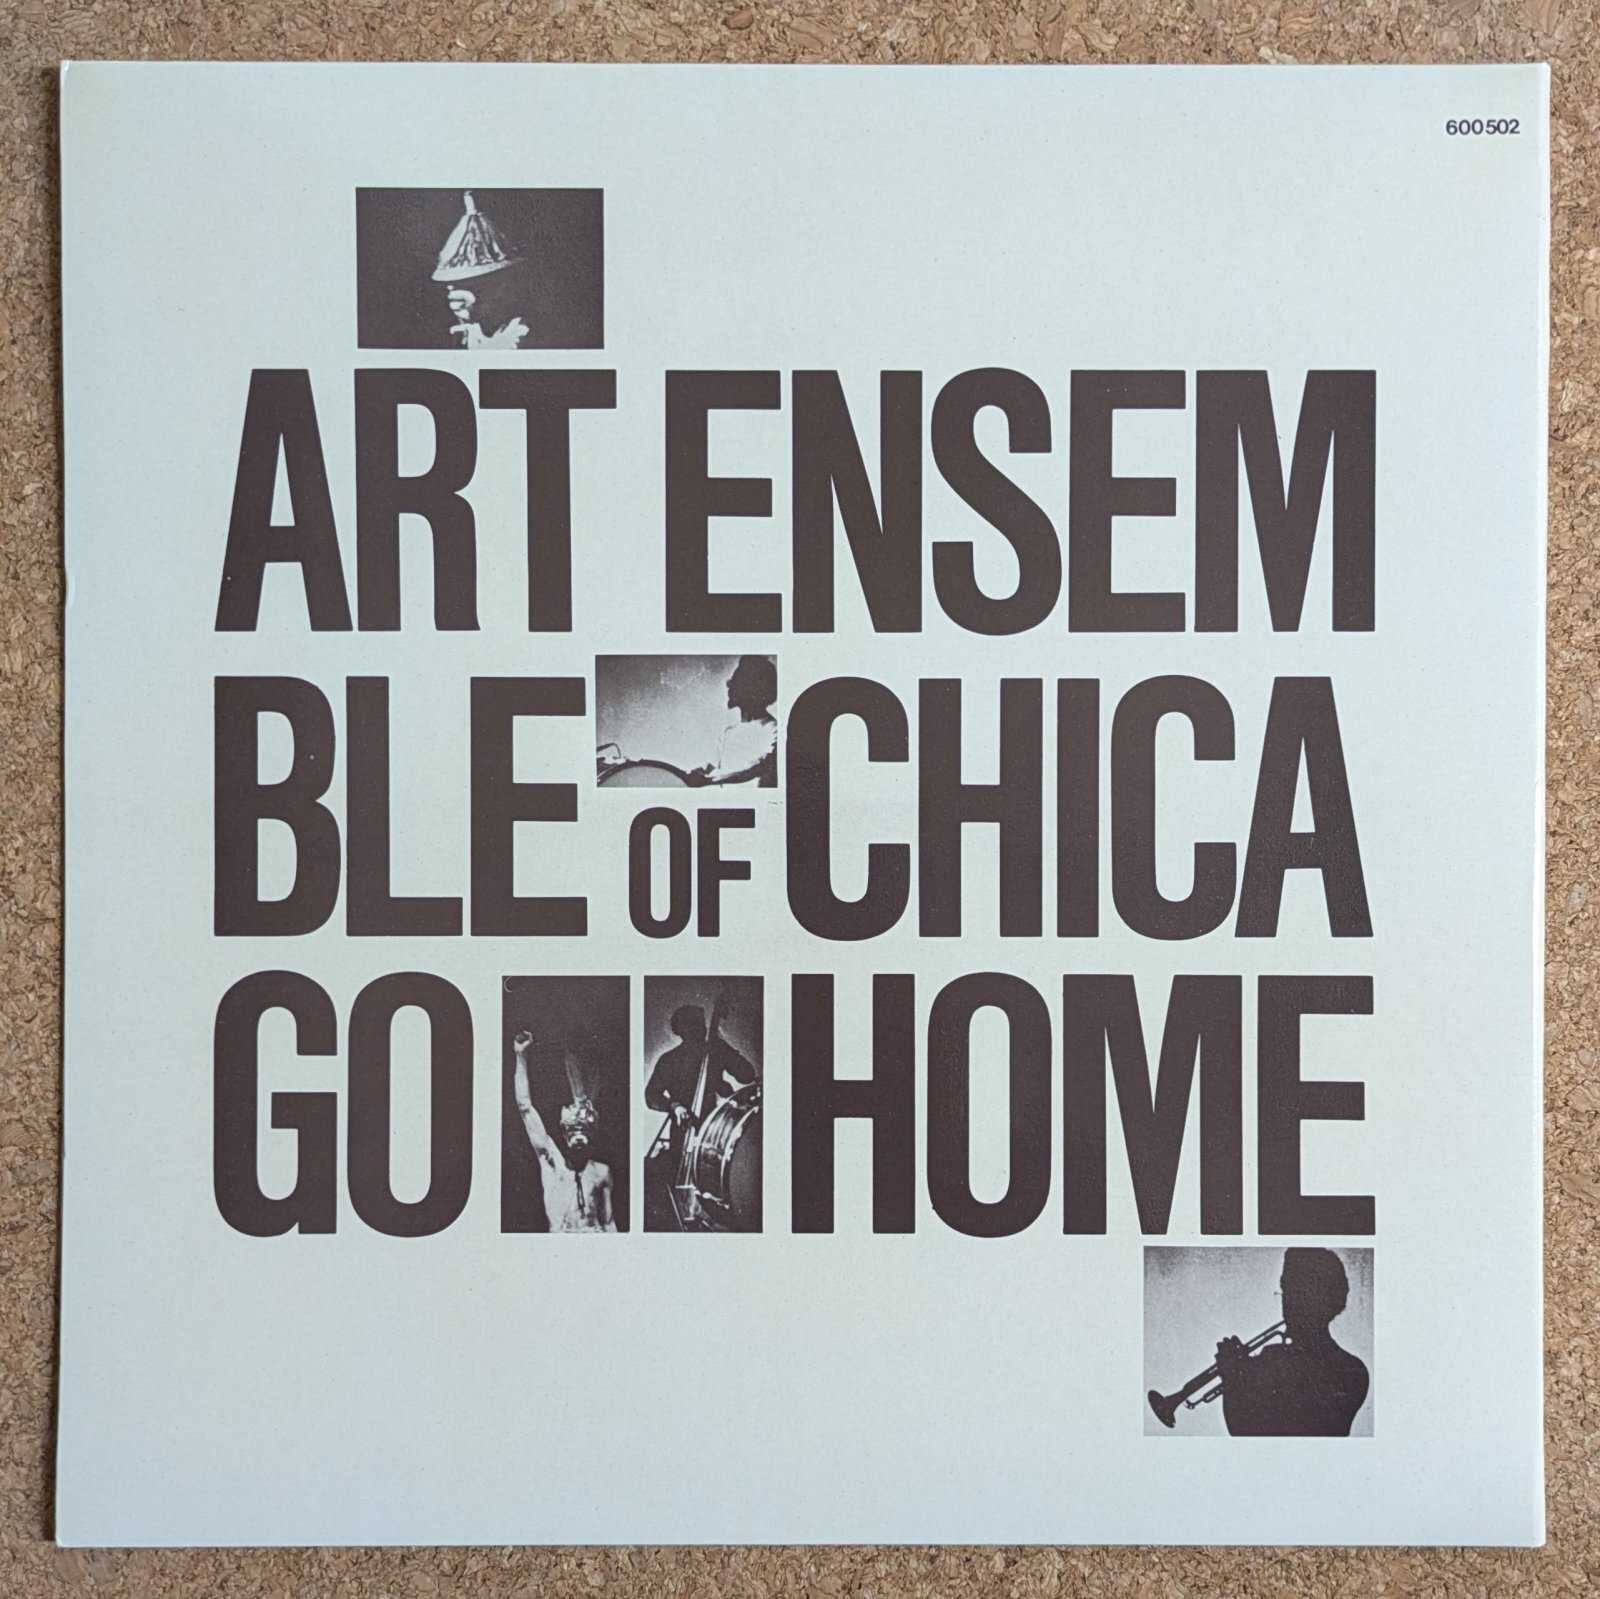 600502
ART ENSEM
BLE OF CHICA
GO HOME